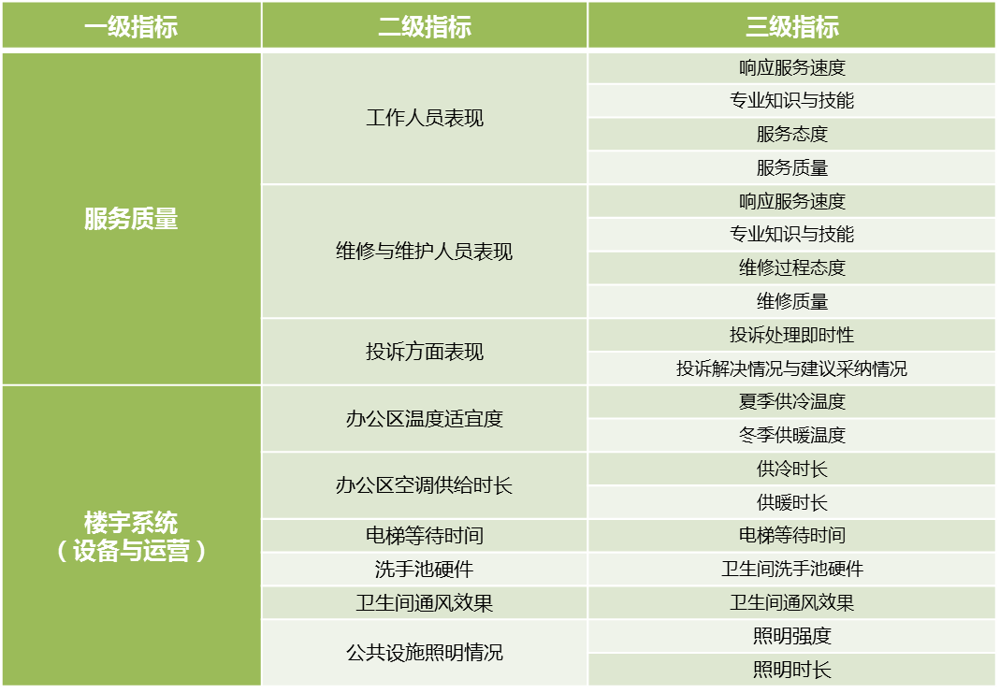 一级指标
二级指标
三级指标
服务质量
工作人员表现
响应服务速度
专业知识与技能
服务态度
服务质量
维修与维护人员表现
响应服务速度
专业知识与技能
维修过程态度
维修质量
投诉方面表现
投诉处理即时性
投诉解决情况与建议采纳情况
楼宇系统
（设备与运营）
办公区温度适宜度
夏季供冷温度
冬季供暖温度
办公区空调供给时长
供冷时长
供暖时长
电梯等待时间
电梯等待时间
洗手池硬件
卫生间洗手池硬件
卫生间通风效果
卫生间通风效果
公共设施照明情况
照明强度
照明时长